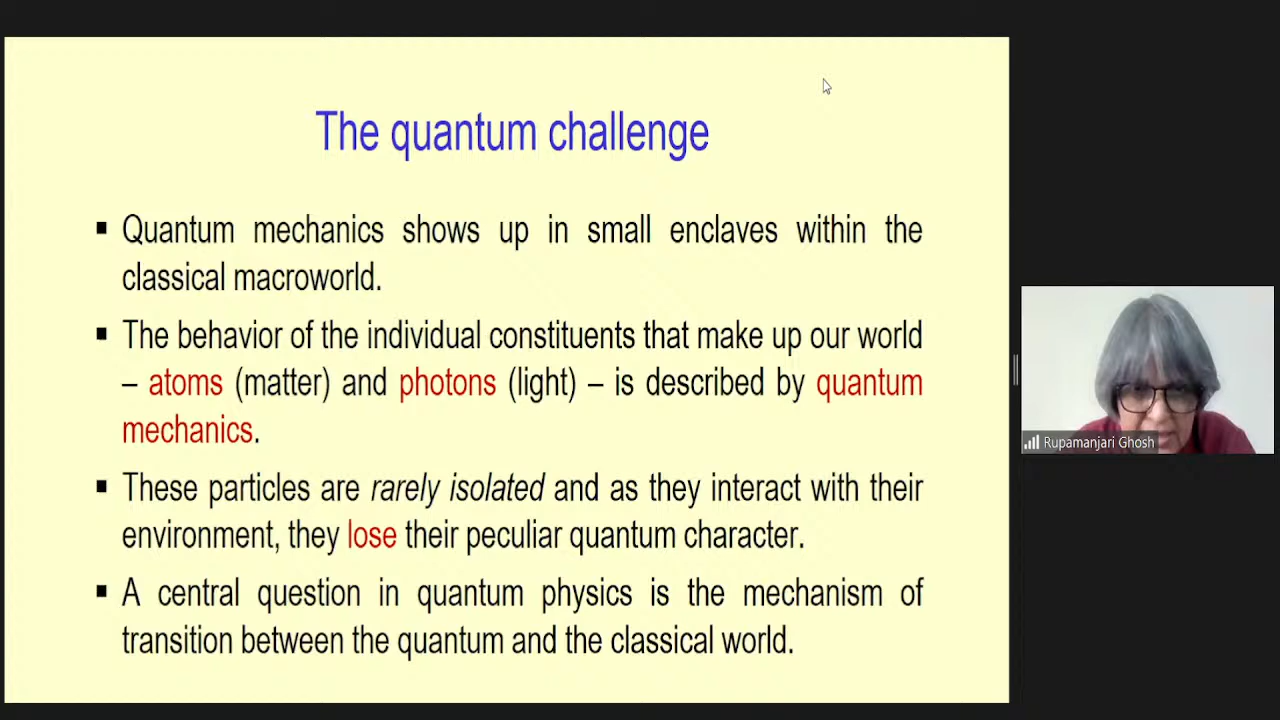 The quantum challenge
▪ Quantum mechanics shows up in small enclaves within the
classical macroworld.
▪ The behavior of the individual constituents that make up our world
– atoms (matter) and photons (light) – is described by quantum
mechanics.
▪ These particles are rarely isolated and as they interact with their
environment, they lose their peculiar quantum character.
▪ A central question in quantum physics is the mechanism of
transition between the quantum and the classical world.
Rupamanjari Ghosh